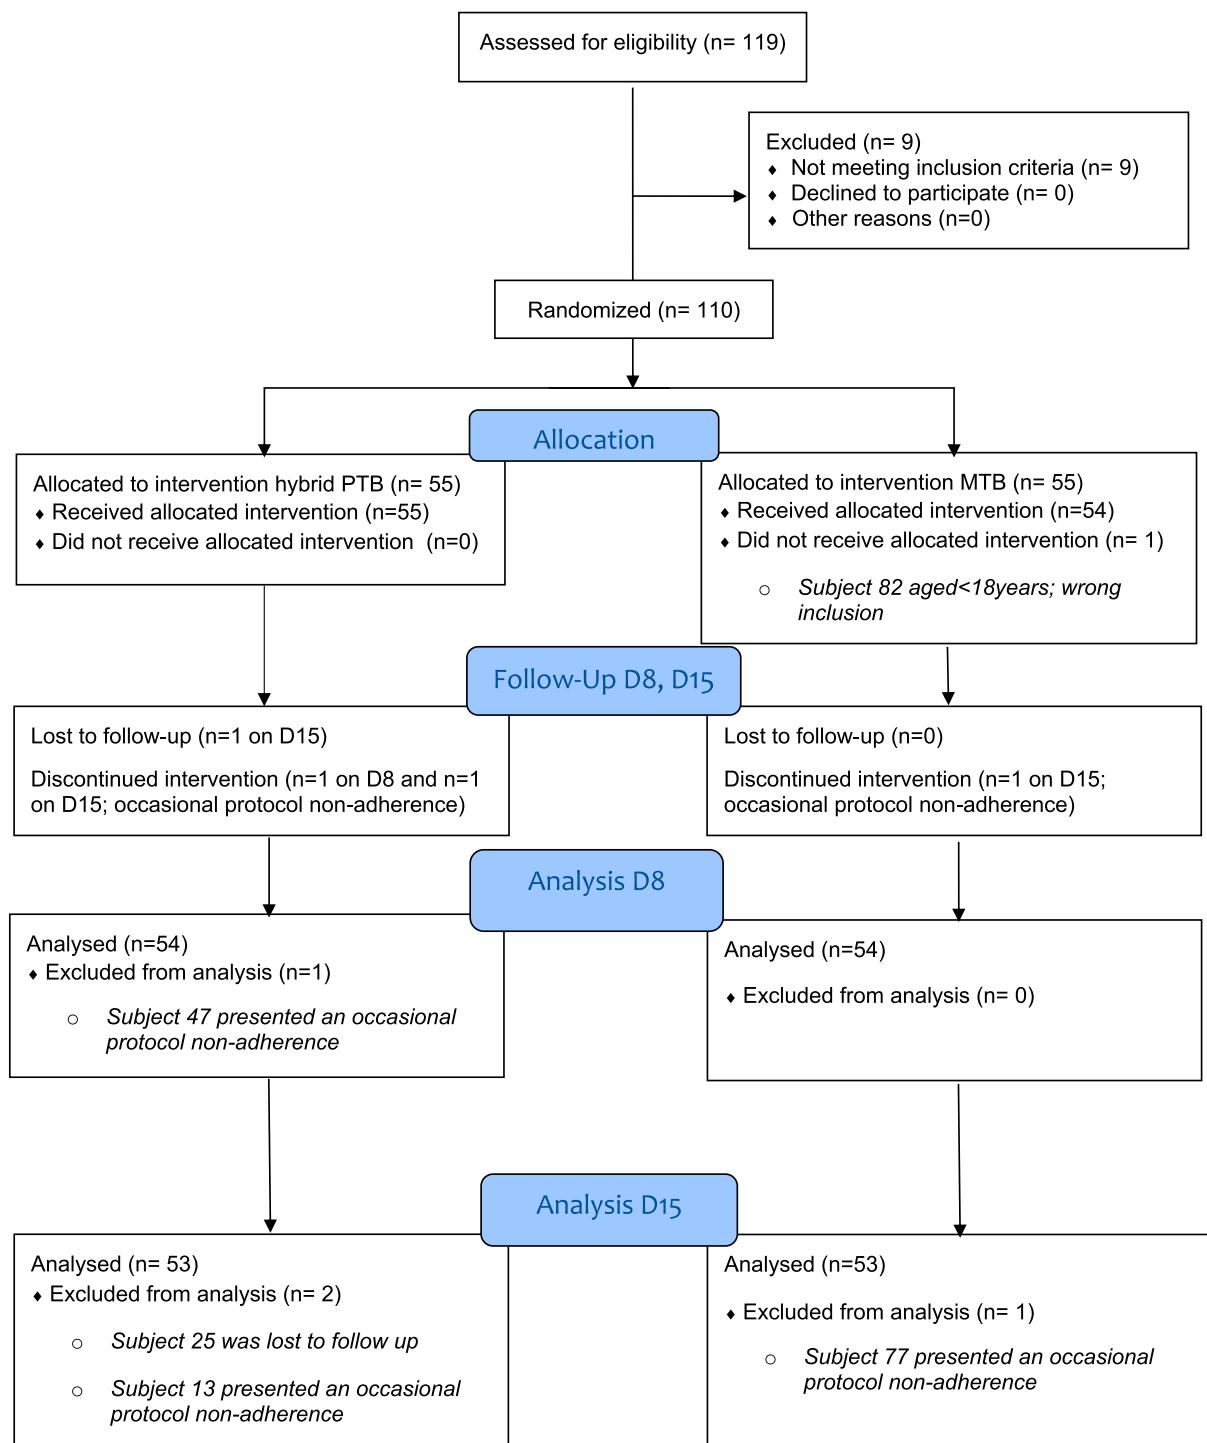 Assessed for eligibility (n= 119)
Excluded (n= 9)
♦ Not meeting inclusion criteria (n= 9)
♦ Declined to participate (n= 0)
♦ Other reasons (n=0)
Randomized (n= 110)
Allocation
Allocated to intervention hybrid PTB (n= 55)
♦ Received allocated intervention (n=55)
♦ Did not receive allocated intervention (n=0)
Allocated to intervention MTB (n= 55)
♦ Received allocated intervention (n=54)
♦ Did not receive allocated intervention (n= 1)
o Subject 82 aged<18years; wrong
inclusion
Follow-Up D8, D15
Lost to follow-up (n=1 on D15)
Discontinued intervention (n=1 on D8 and n=1
on D15; occasional protocol non-adherence)
Lost to follow-up (n=0)
Discontinued intervention (n=1 on D15;
occasional protocol non-adherence)
Analysis D8
Analysed (n=54)
♦ Excluded from analysis (n=1)
o Subject 47 presented an occasional
protocol non-adherence
Analysed (n=54)
♦ Excluded from analysis (n= 0)
Analysis D15
Analysed (n= 53)
♦ Excluded from analysis (n= 2)
o Subject 25 was lost to follow up
o Subject 13 presented an occasional
protocol non-adherence
Analysed (n=53)
♦ Excluded from analysis (n= 1)
o Subject 77 presented an occasional
protocol non-adherence